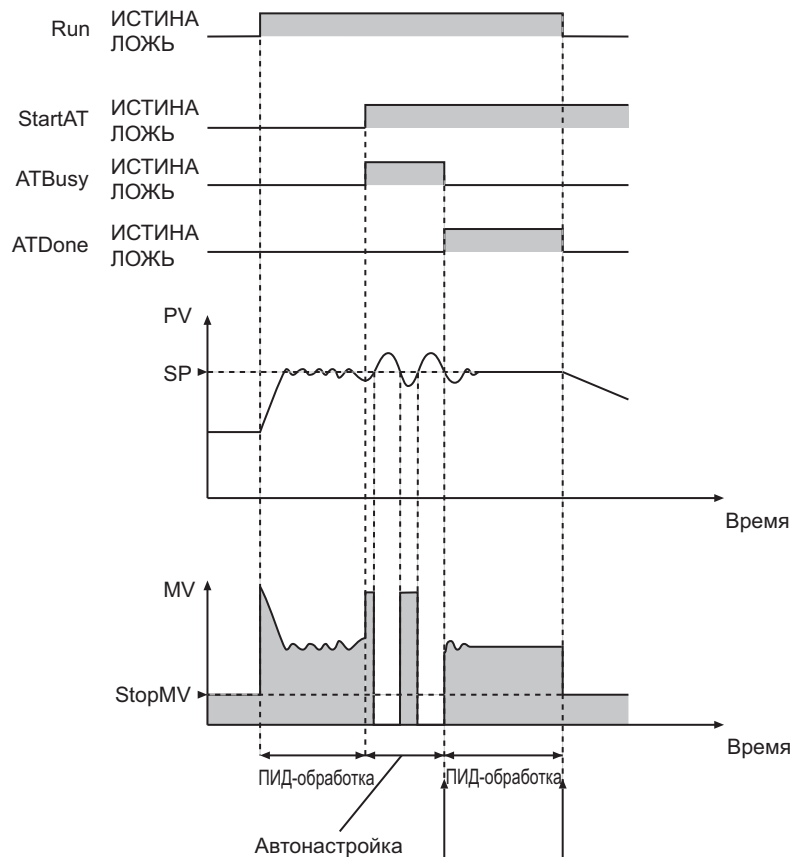 Run ИСТИНА
ЛОЖЬ
StartAT ИСТИНА
ЛОЖЬ
ATBusy ИСТИНА
ЛОЖЬ
ATDone ИСТИНА
ЛОЖЬ
PV
SP
Время
MV
StopMV
Время
ПИД-обработка ПИД-обработка
Автонастройка